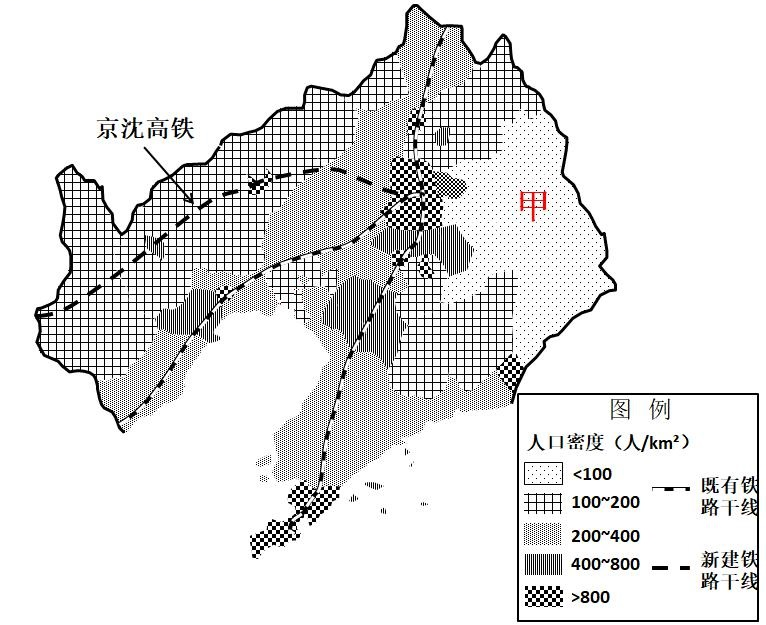 京沈高铁
甲
图 例
人口密度（人/km²）
<100
100~200
200~400
400~800
>800
既有铁
路干线
新建铁
路干线